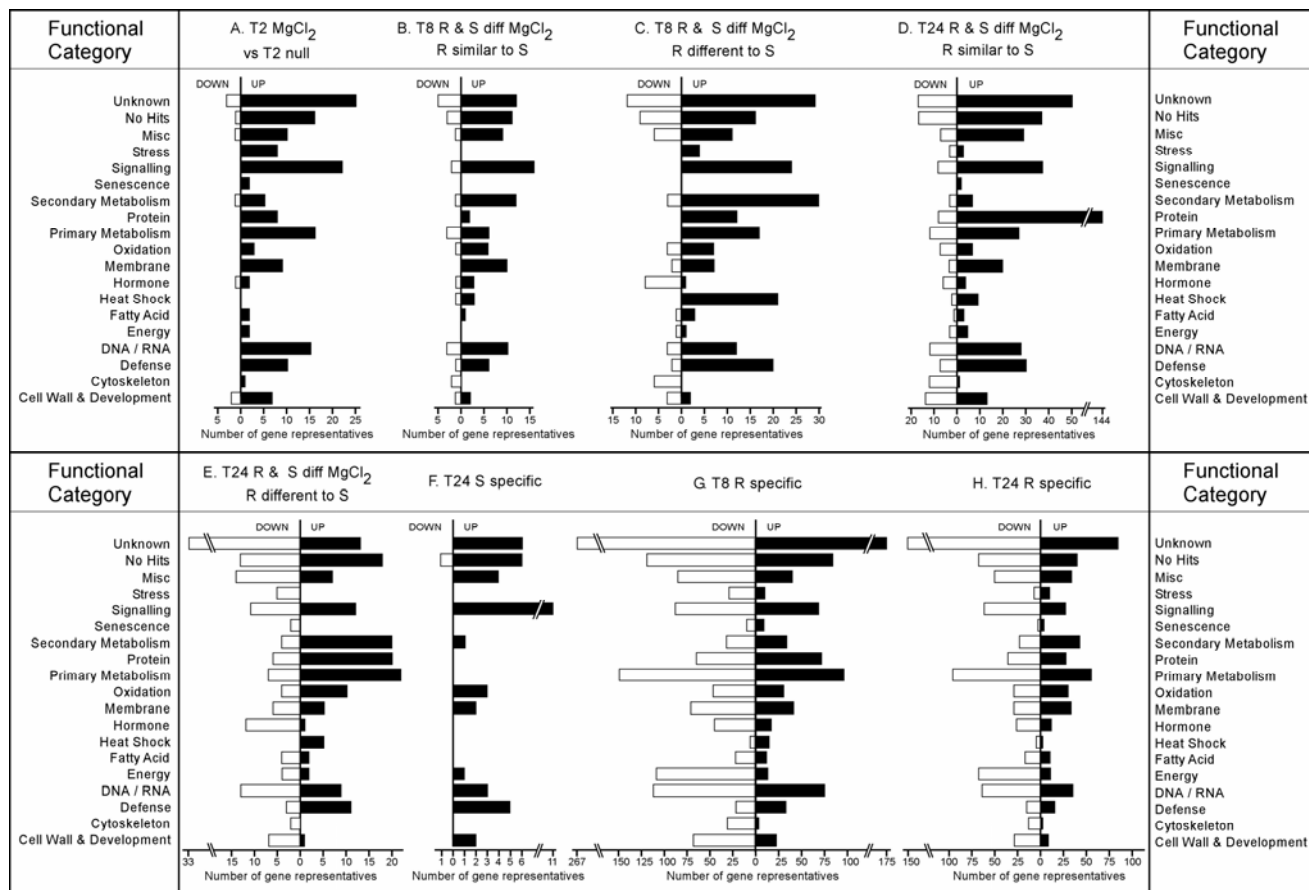 Functional
Category
A. T2 MgCl2
vs T2 null
B. T8 R & S diff MgCl2
R similar to S
C. T8 R & S diff MgCl2
R different to S
D. T24 R & S diff MgCl2
R similar to S
Functional
Category
DOWN UP
DOWN UP
DOWN UP
DOWN UP
Unknown
No Hits
Misc
Stress
Signalling
Senescence
Secondary Metabolism
Protein
Primary Metabolism
Oxidation
Membrane
Hormone
Heat Shock
Fatty Acid
Energy
DNA / RNA
Defense
Cytoskeleton
Cell Wall & Development
Unknown
No Hits
Misc
Stress
Signalling
Senescence
Secondary Metabolism
Protein
Primary Metabolism
Oxidation
Membrane
Hormone
Heat Shock
Fatty Acid
Energy
DNA / RNA
Defense
Cytoskeleton
Cell Wall & Development
5 0 5 10 15 20 25
5 0 5 10 15
15 10 5 0 5 10 15 20 25 30
20 10 0 10 20 30 40 50 144
Number of gene representatives
Number of gene representatives
Number of gene representatives
Number of gene representatives
Functional
Category
E. T24 R & S diff MgCl2
R different to S
F. T24 S specific
G. T8 R specific
H. T24 R specific
Functional
Category
DOWN UP
DOWN UP
DOWN UP
DOWN UP
Unknown
No Hits
Misc
Stress
Signalling
Senescence
Secondary Metabolism
Protein
Primary Metabolism
Oxidation
Membrane
Hormone
Heat Shock
Fatty Acid
Energy
DNA / RNA
Defense
Cytoskeleton
Cell Wall & Development
Unknown
No Hits
Misc
Stress
Signalling
Senescence
Secondary Metabolism
Protein
Primary Metabolism
Oxidation
Membrane
Hormone
Heat Shock
Fatty Acid
Energy
DNA / RNA
Defense
Cytoskeleton
Cell Wall & Development
33 15 10 5 0 5 10 15 20
1 0 1 2 3 4 5 6 11
267 150 125 100 75 50 25 0 25 50 75 100 175
150 100 75 50 25 0 25 50 75 100
Number of gene representatives
Number of gene representatives
Number of gene representatives
Number of gene representatives